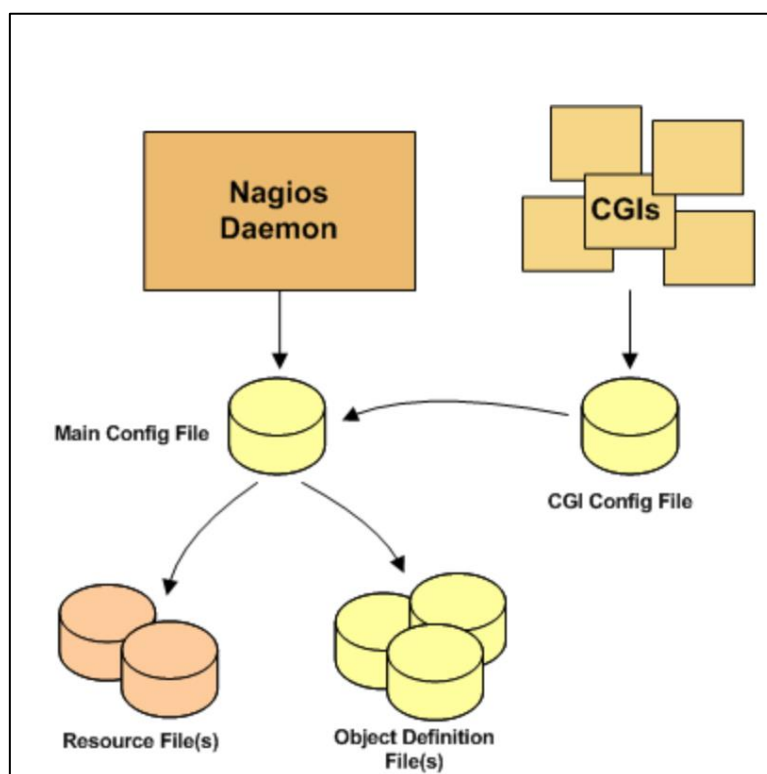 Nagios
Daemon
CGIs
Main Config File
CGI Config File
Resource File(s)
Object Definition
File(s)